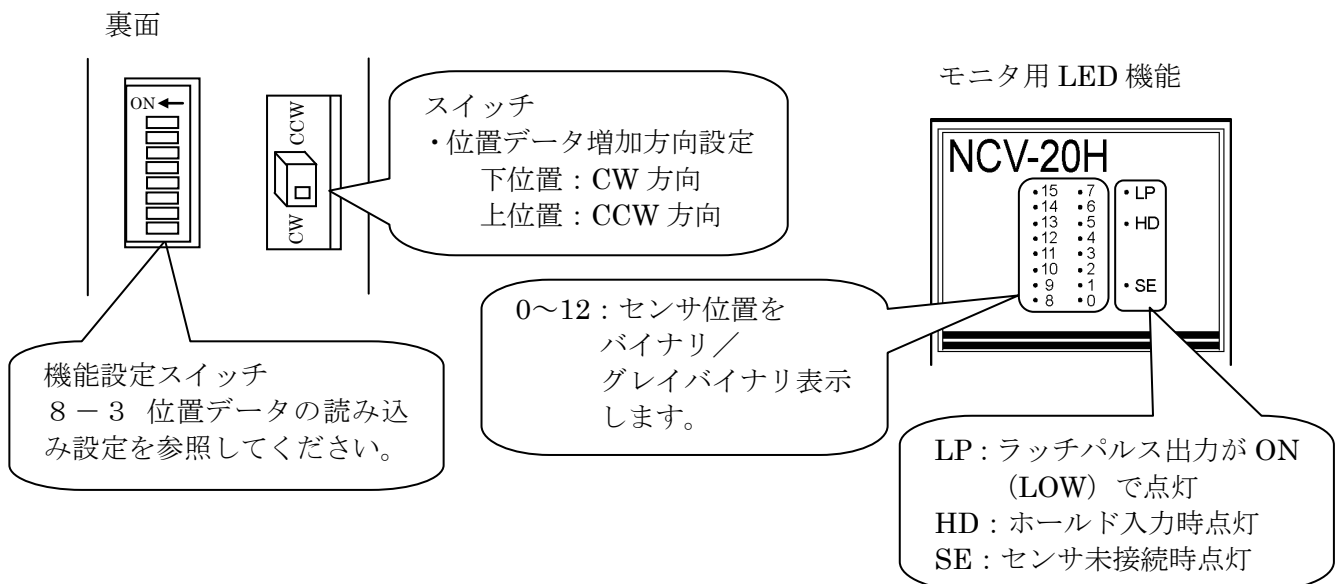 裏面
ON
CCW
CW
スイッチ
・位置データ増加方向設定
下位置：CW 方向
上位置：CCW 方向
機能設定スイッチ
８－３ 位置データの読み込
み設定を参照してください。
モニタ用 LED 機能
NCV-20H
•15 •7 •LP
•14 •6
•13 •5 •HD
•12 •4
•11 •3
•10 •2
•9 •1 •SE
•8 •0
0～12：センサ位置を
バイナリ／
グレイバイナリ表示
します。
LP：ラッチパルス出力が ON
（LOW）で点灯
HD：ホールド入力時点灯
SE：センサ未接続時点灯